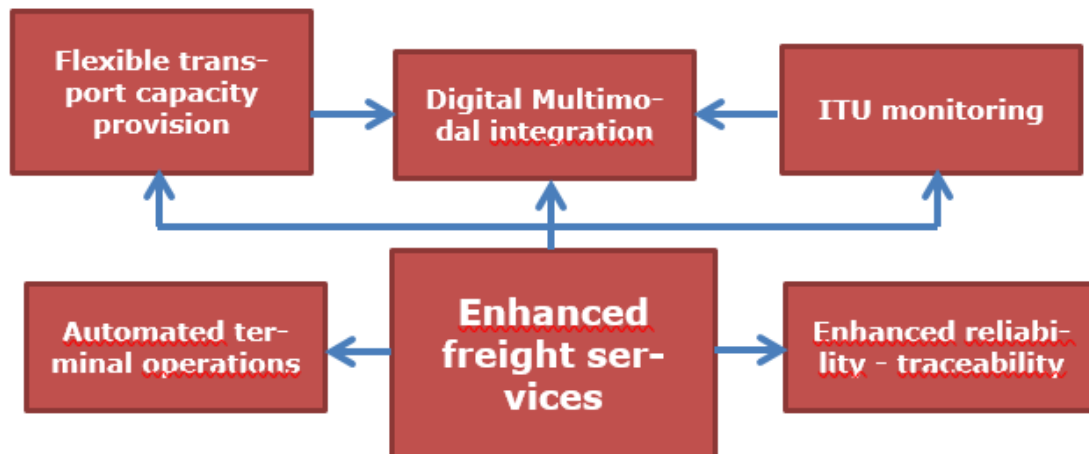 Flexible trans-
port capacity
provision
Digital Multimo-
dal integration
ITU monitoring
Automated ter-
minal operations
Enhanced
freight ser-
vices
Enhanced reliabi-
lity - traceability